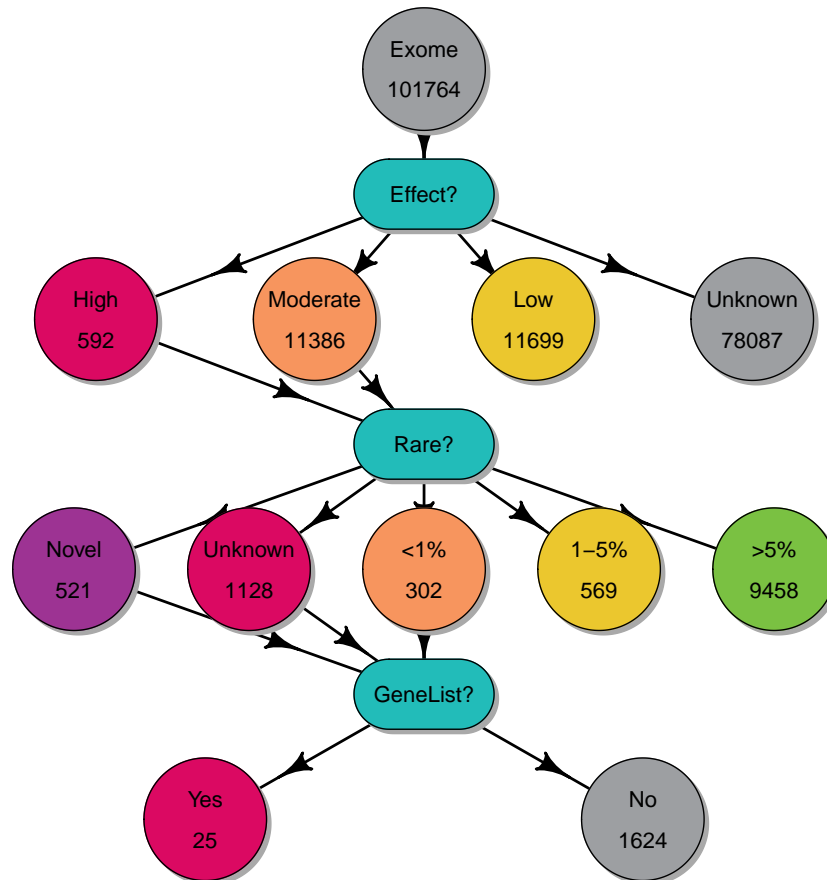 Exome
101764
Effect?
High
592
Moderate
11386
Low
11699
Unknown
78087
Rare?
Novel
521
Unknown
1128
<1%
302
1−5%
569
>5%
9458
GeneList?
Yes
25
No
1624